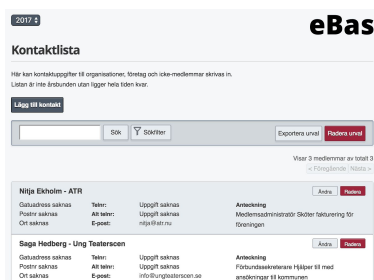 2017
eBas
Kontaktlista
Här kan kontaktuppgifter till organisationer, företag och icke-medlemmar skrivas in.
Listan är inte årsbunden utan ligger hela tiden kvar.
Lägg till kontakt
Sök Sökfilter Exportera urval Radera urval
Visar 3 medlemmar av totalt 3
< Föregående Nästa >
Nitja Ekholm - ATR Ändra Radera
Gatuadress saknas Telnr: Uppgift saknas Anteckning
Postnr saknas Alt telnr: Uppgift saknas Medlemsadministratör Sköter fakturering för
Ort saknas E-post: nitja@atr.nu föreningen
Saga Hedberg - Ung Teaterscen Ändra Radera
Gatuadress saknas Telnr: Uppgift saknas Anteckning
Postnr saknas Alt telnr: Uppgift saknas Förbundssekreterare Hjälper till med
Ort saknas E-post: info@ungteaterscen.se ansökningar till kommunen